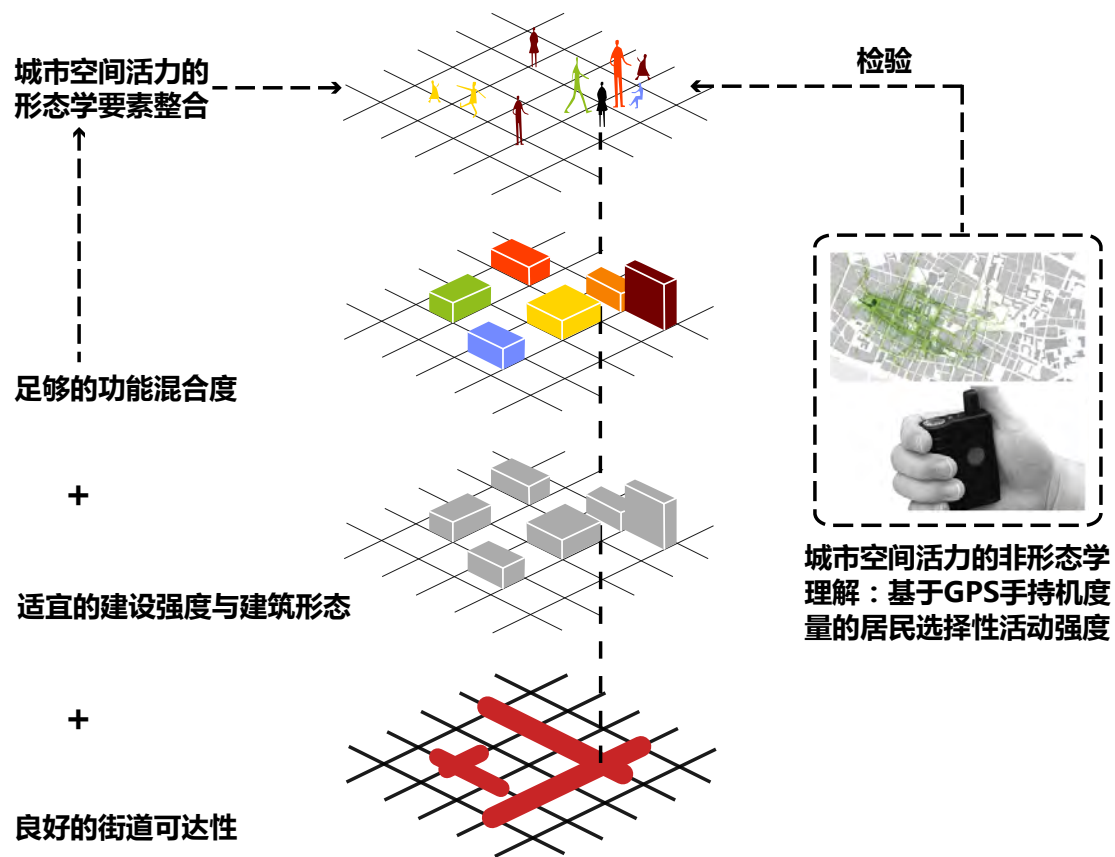 城市空间活力的
形态学要素整合
检验
足够的功能混合度
+
适宜的建设强度与建筑形态
+
良好的街道可达性
城市空间活力的非形态学
理解：基于GPS手持机度
量的居民选择性活动强度